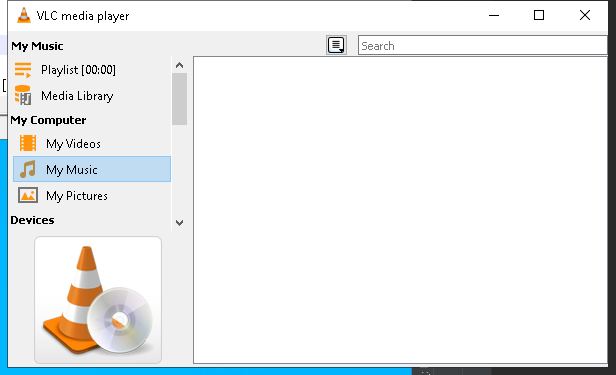 VLC media player
My Music
Search
Playlist [00:00]
Media Library
My Computer
My Videos
My Music
My Pictures
Devices
[